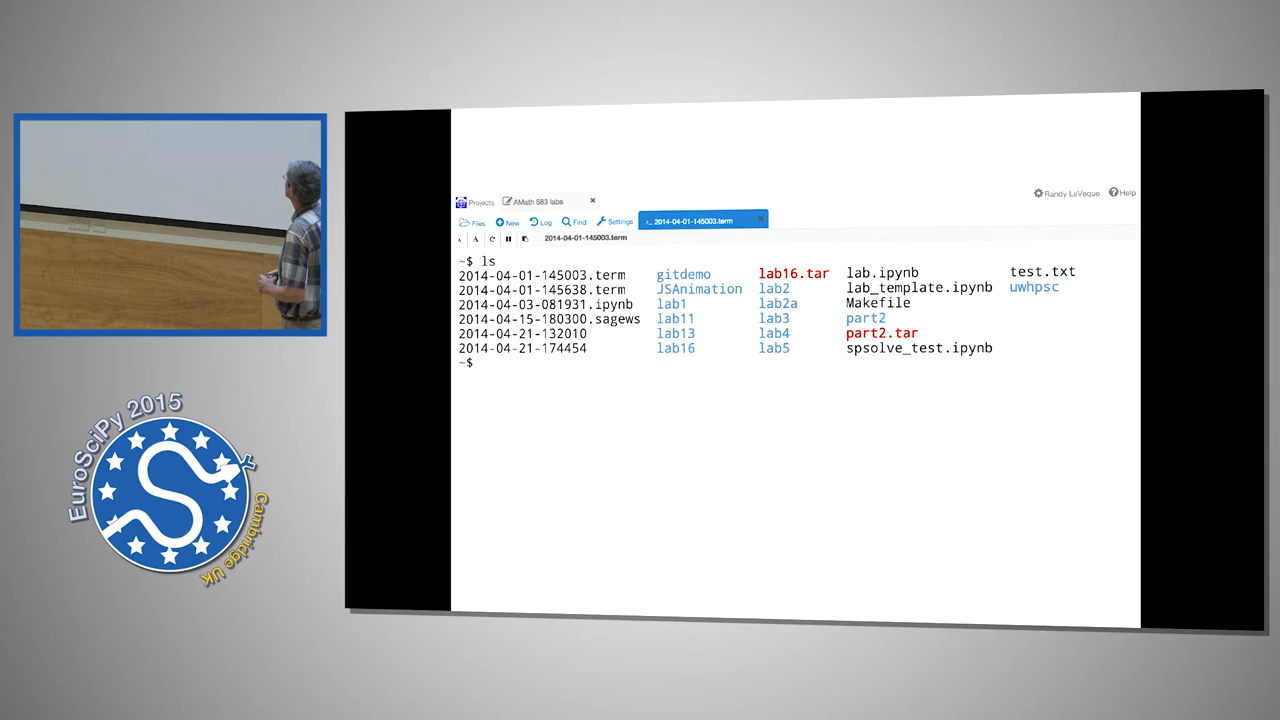 Projects AMath 583 labs
Randy LeVeque Help
Files New Log Find Settings >_ 2014-04-01-145003.term
A A 2014-04-01-145003.term
~$ ls
2014-04-01-145003.term gitdemo lab16.tar lab.ipynb test.txt
2014-04-01-145638.term JSAnimation lab2 lab_template.ipynb uwhpsc
2014-04-03-081931.ipynb lab1 lab2a Makefile
2014-04-15-180300.sagews lab11 lab3 part2
2014-04-21-132010 lab13 lab4 part2.tar
2014-04-21-174454 lab16 lab5 spsolve_test.ipynb
~$
EuroSciPy 2015
Cambridge UK